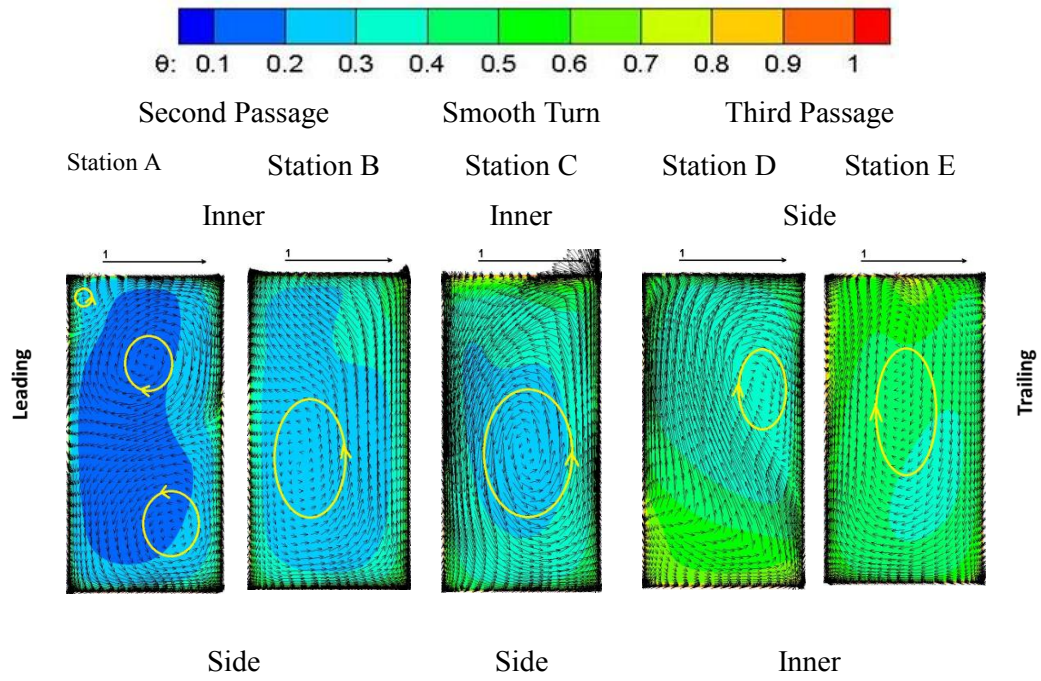 θ: 0.1 0.2 0.3 0.4 0.5 0.6 0.7 0.8 0.9 1
Second Passage Smooth Turn Third Passage
Station A Station B Station C Station D Station E
Inner Inner Side
1 1 1 1 1
Leading
Trailing
Side Side Inner